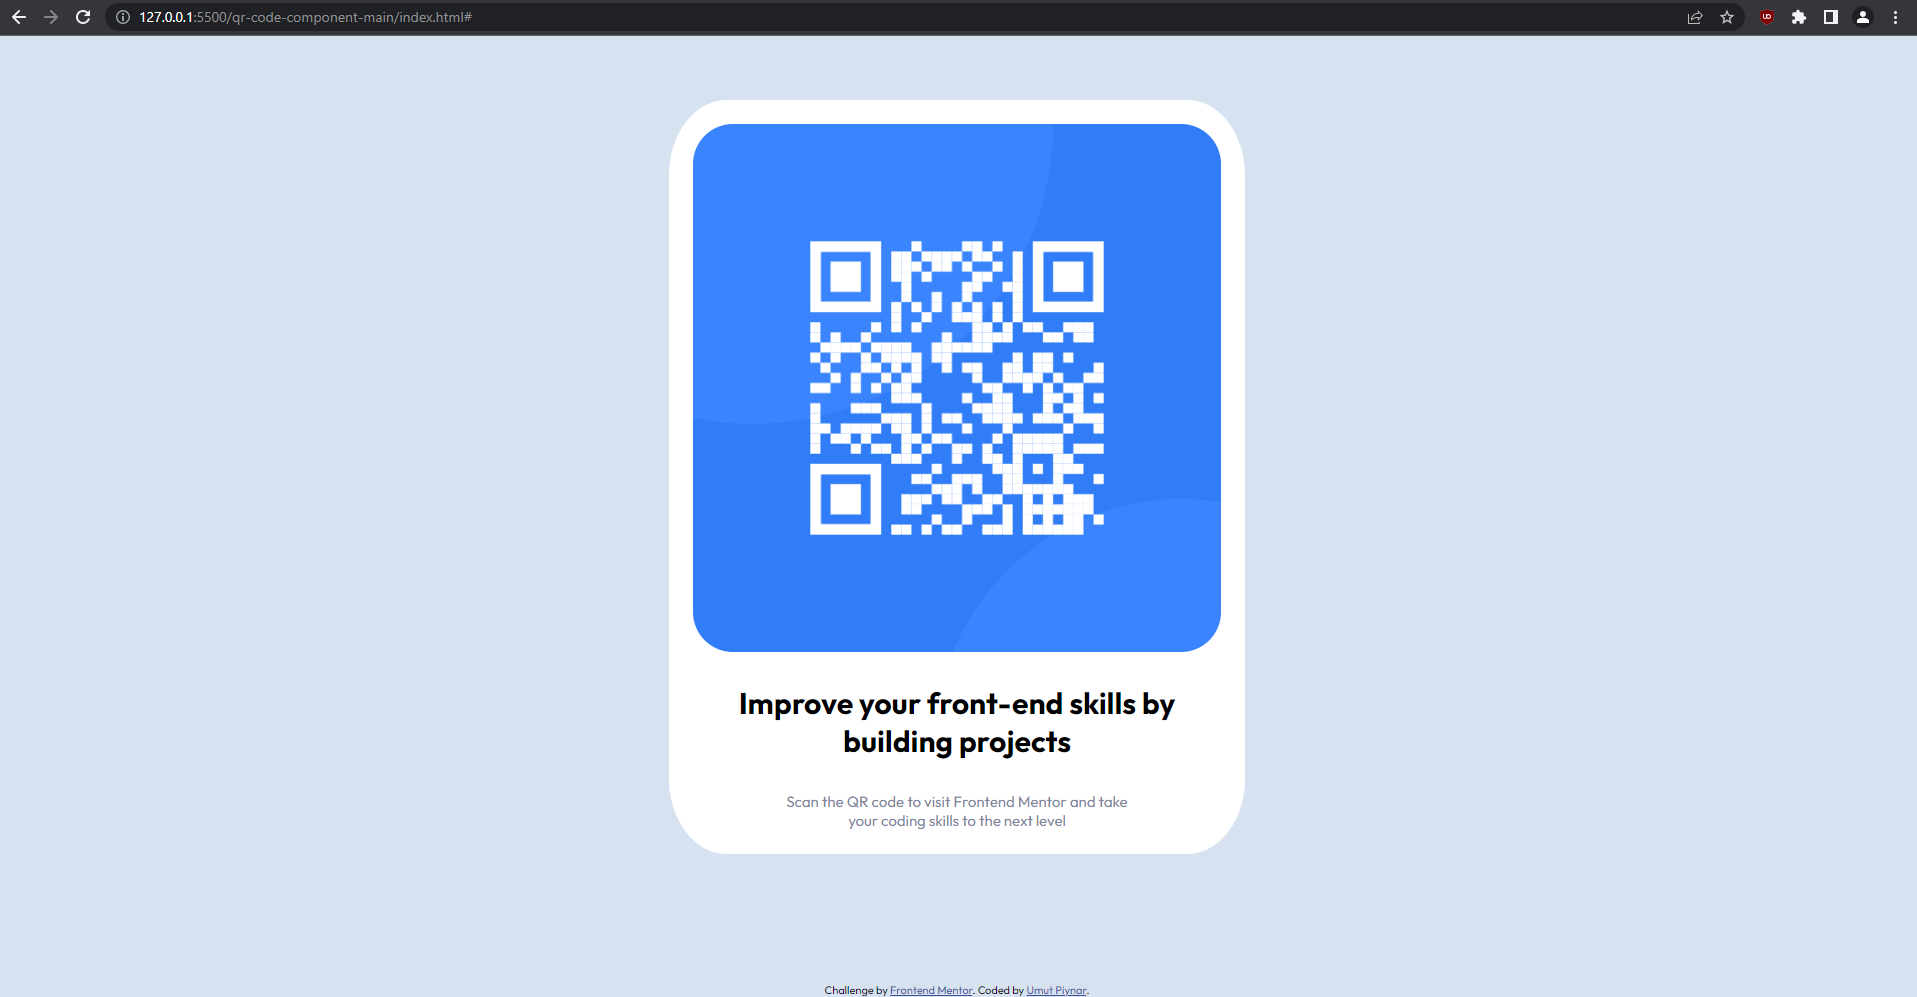 127.0.0.1:5500/qr-code-component-main/index.html#
Improve your front-end skills by
building projects
Scan the QR code to visit Frontend Mentor and take
your coding skills to the next level
Challenge by Frontend Mentor. Coded by Umut Piynar.